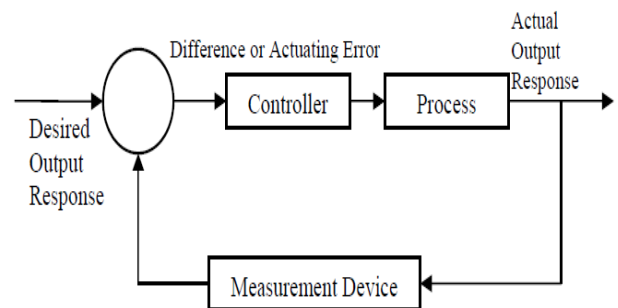 Actual
Output
Response
Difference or Actuating Error
Controller
Process
Desired
Output
Response
Measurement Device